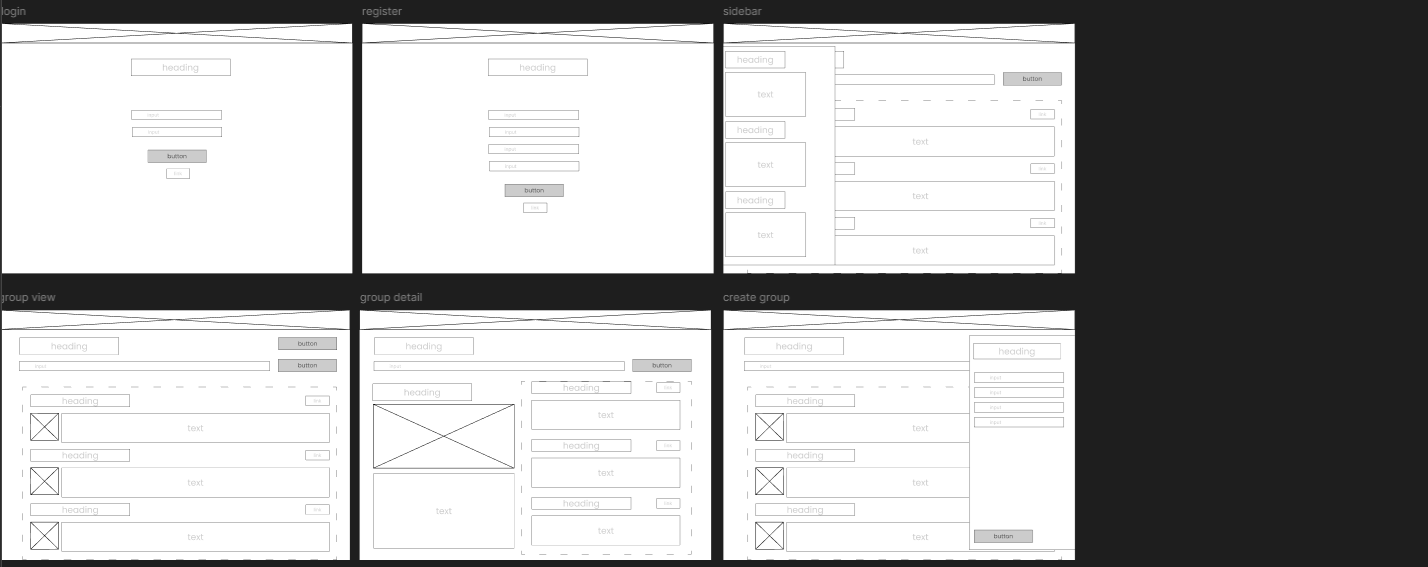 login
heading
input
input
button
link
register
heading
input
input
input
input
button
link
sidebar
heading
text
heading
text
heading
text
button
link
text
link
text
link
text
group view
heading
button
input
button
heading
link
text
heading
link
text
heading
link
text
group detail
heading
input
button
heading
text
heading
link
text
heading
link
text
heading
link
text
create group
heading
input
heading
text
heading
text
heading
text
heading
input
input
input
input
button